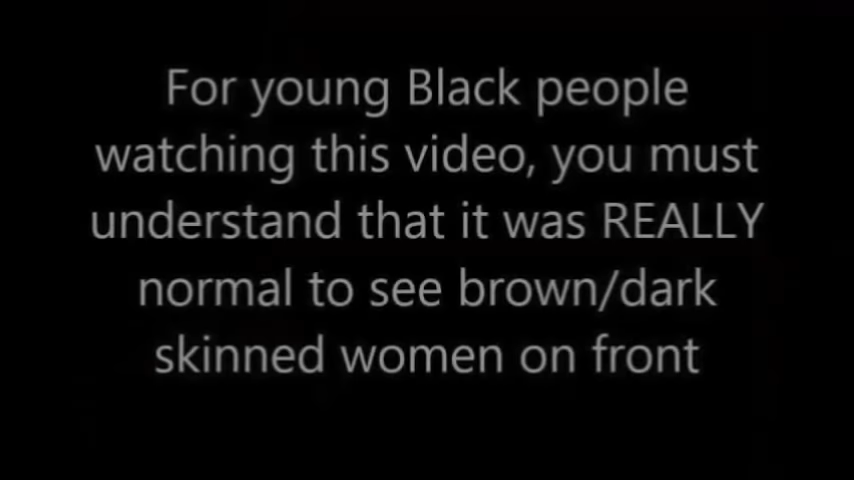 For young Black people
watching this video, you must
understand that it was REALLY
normal to see brown/dark
skinned women on front